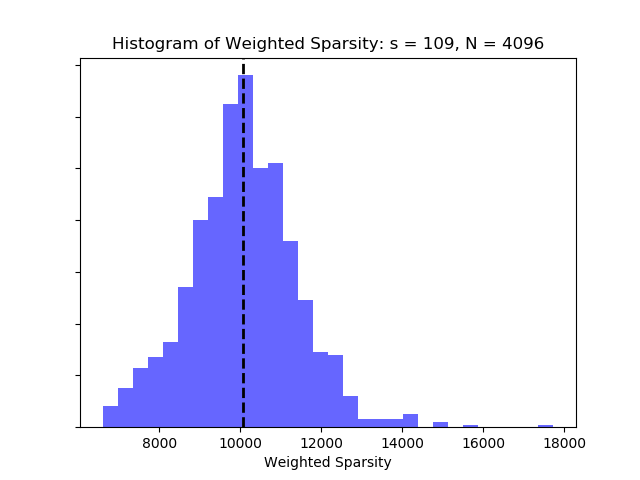 Histogram of Weighted Sparsity: s = 109, N = 4096
8000 10000 12000 14000 16000 18000
Weighted Sparsity